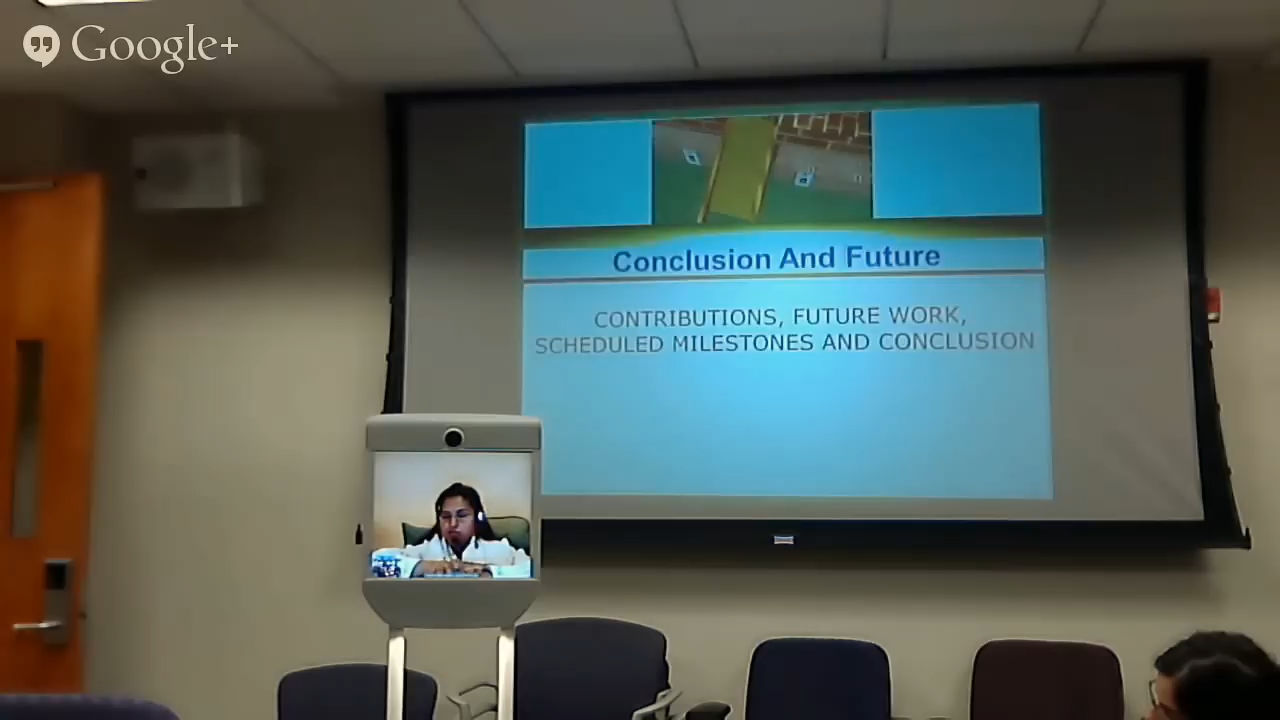 Google+
Conclusion And Future
CONTRIBUTIONS, FUTURE WORK,
SCHEDULED MILESTONES AND CONCLUSION